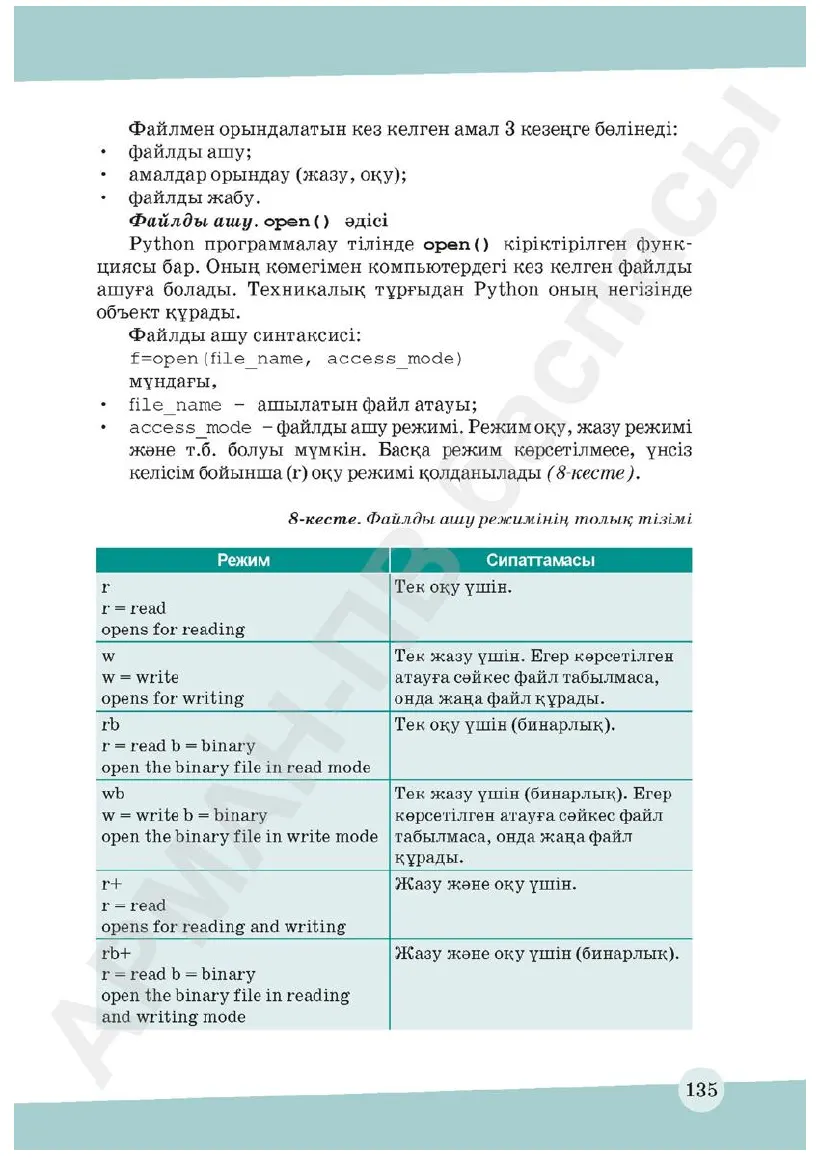 Файлмен орындалатын кез келген амал 3 кезеңге бөлінеді:
• файлды ашу;
• амалдар орындау (жазу, оқу);
• файлды жабу.
Файлды ашу. open() әдісі
Python программалау тілінде open() кіріктірілген функ-
циясы бар. Оның көмегімен компьютердегі кез келген файлды
ашуға болады. Техникалық тұрғыдан Python оның негізінде
объект құрады.
Файлды ашу синтаксисі:
f=open(file_name, access_mode)
мұндағы,
• file_name – ашылатын файл атауы;
• access_mode – файлды ашу режимі. Режим оқу, жазу режимі
және т.б. болуы мүмкін. Басқа режим көрсетілмесе, үнсіз
келісім бойынша (r) оқу режимі қолданылады (8-кесте).
8-кесте. Файлды ашу режимінің толық тізімі
Режим Сипаттамасы
r Тек оқу үшін.
r = read
opens for reading
w Тек жазу үшін. Егер көрсетілген
w = write атауға сәйкес файл табылмаса,
opens for writing онда жаңа файл құрады.
rb Тек оқу үшін (бинарлық).
r = read b = binary
open the binary file in read mode
wb Тек жазу үшін (бинарлық). Егер
w = write b = binary көрсетілген атауға сәйкес файл
open the binary file in write mode табылмаса, онда жаңа файл
құрады.
r+ Жазу және оқу үшін.
r = read
opens for reading and writing
rb+ Жазу және оқу үшін (бинарлық).
r = read b = binary
open the binary file in reading
and writing mode
135
АРМАН-ПВ баспасы